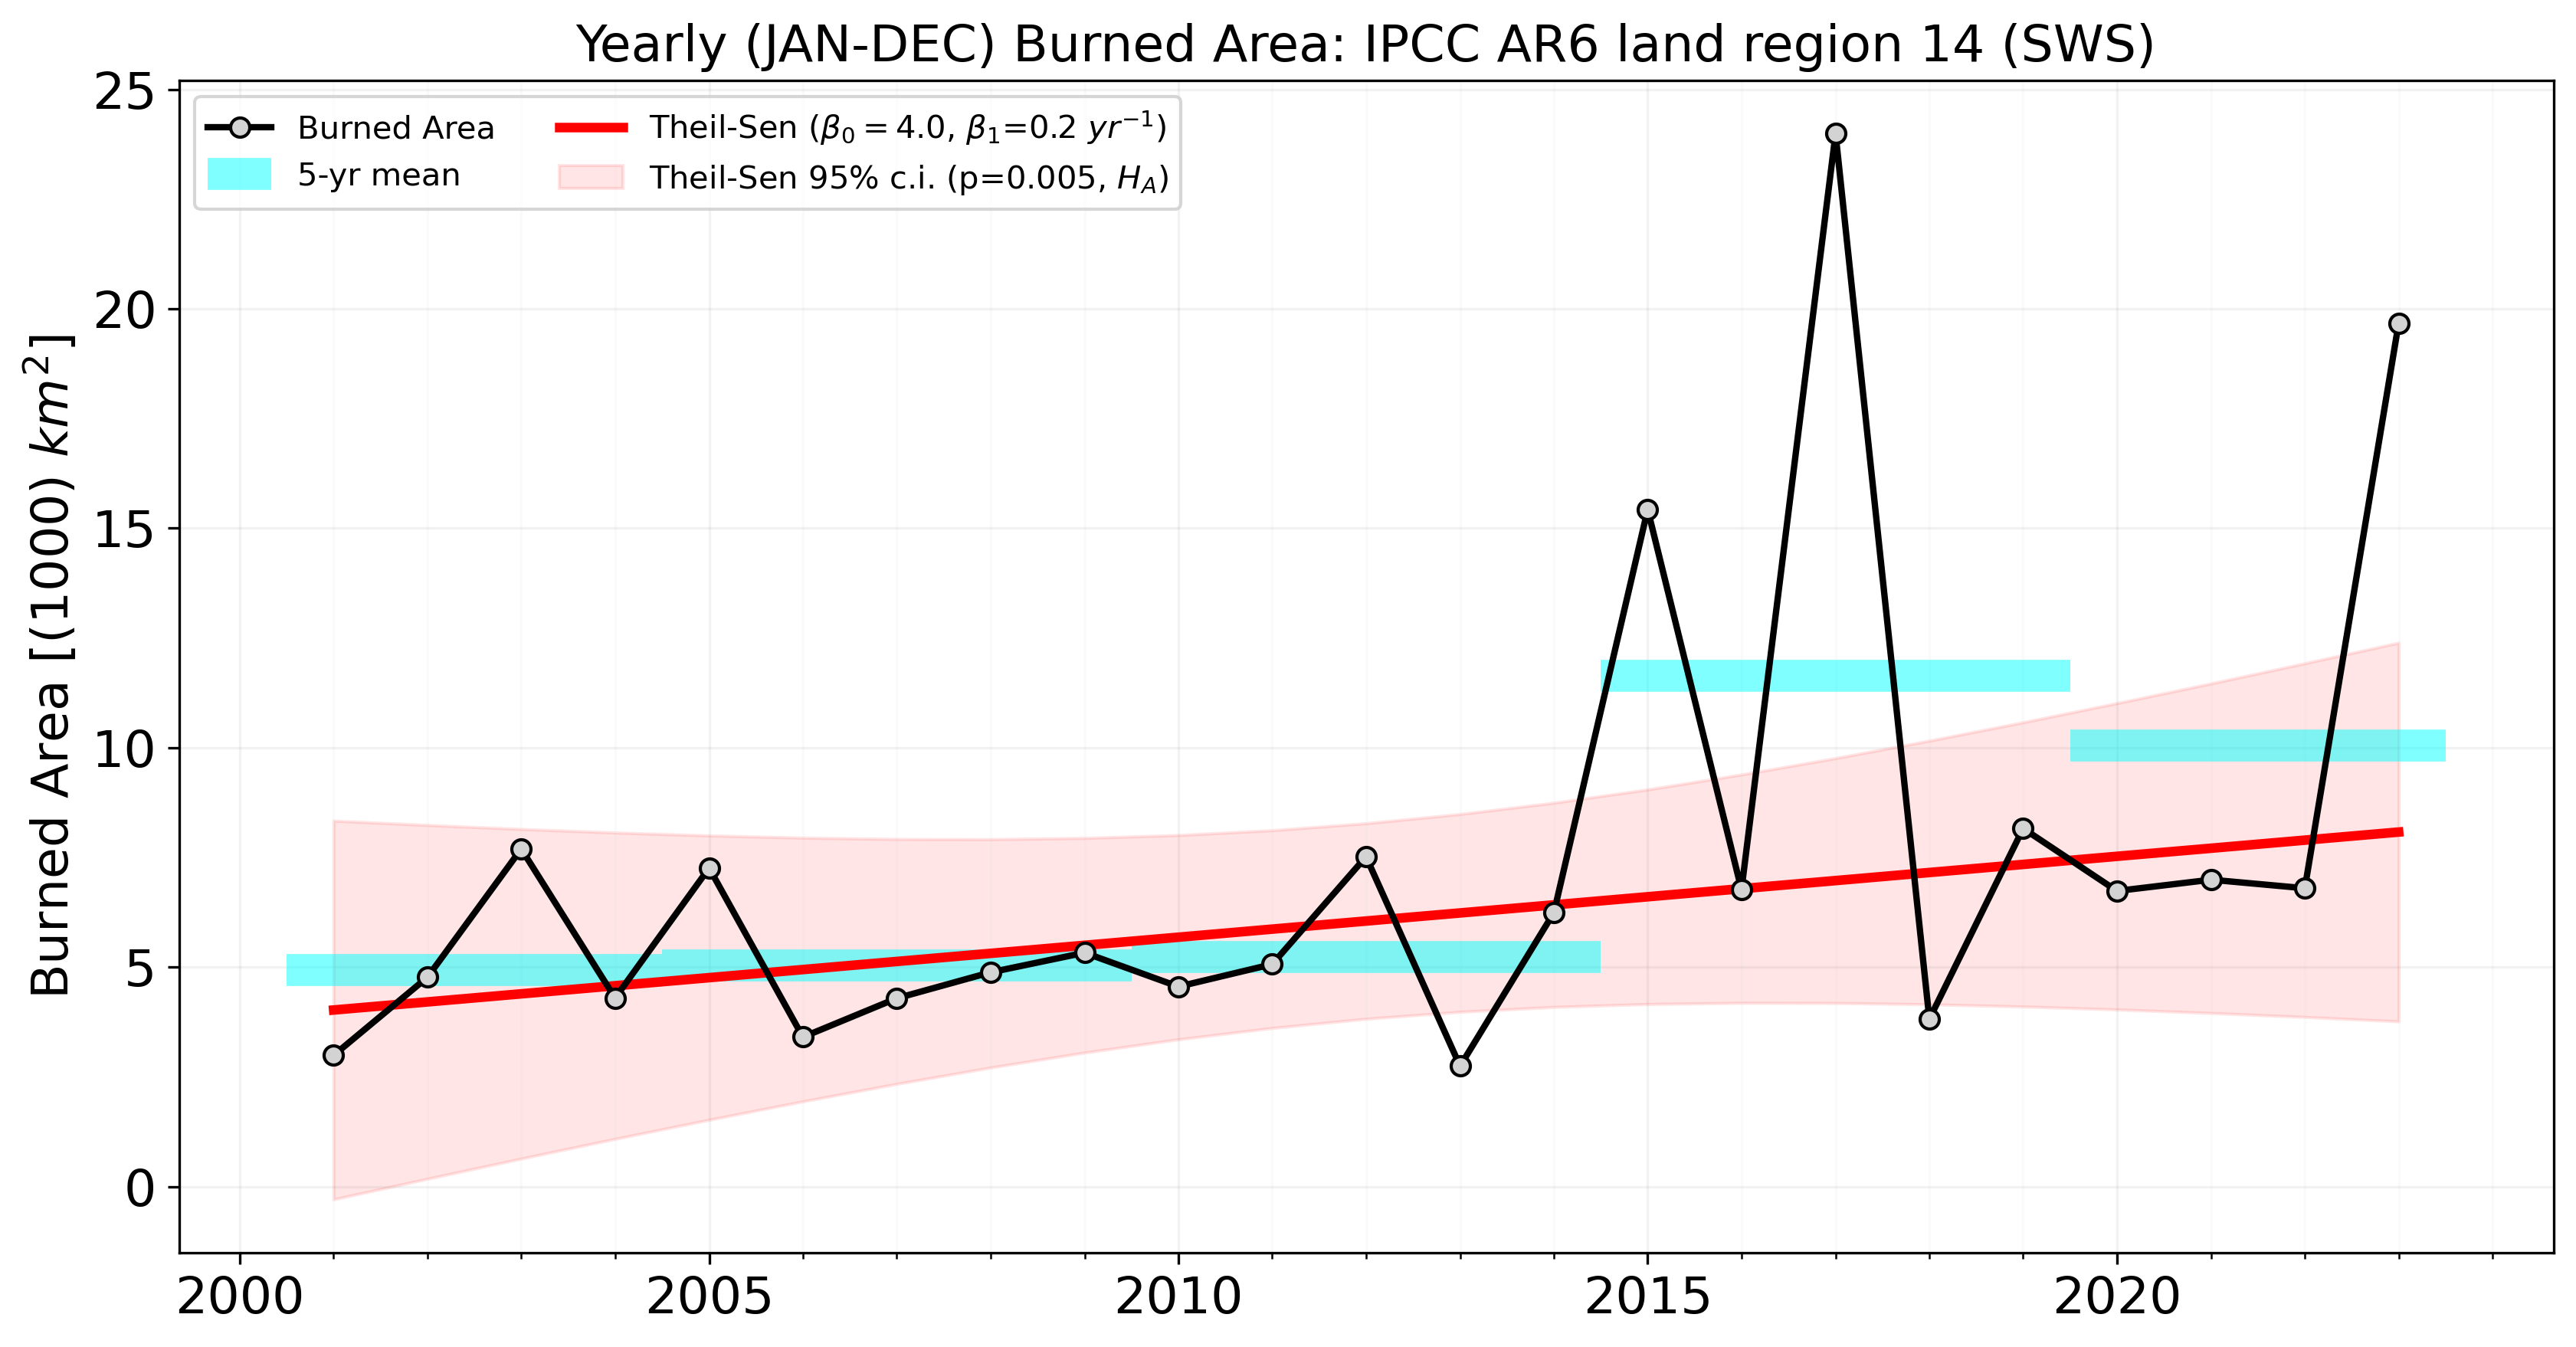 Yearly (JAN-DEC) Burned Area: IPCC AR6 land region 14 (SWS)
Burned Area
5-yr mean
Theil-Sen (β₀ = 4.0, β₁=0.2 yr⁻¹)
Theil-Sen 95% c.i. (p=0.005, H_A)
Burned Area [(1000) km²]
25
20
15
10
5
0
2000 2005 2010 2015 2020